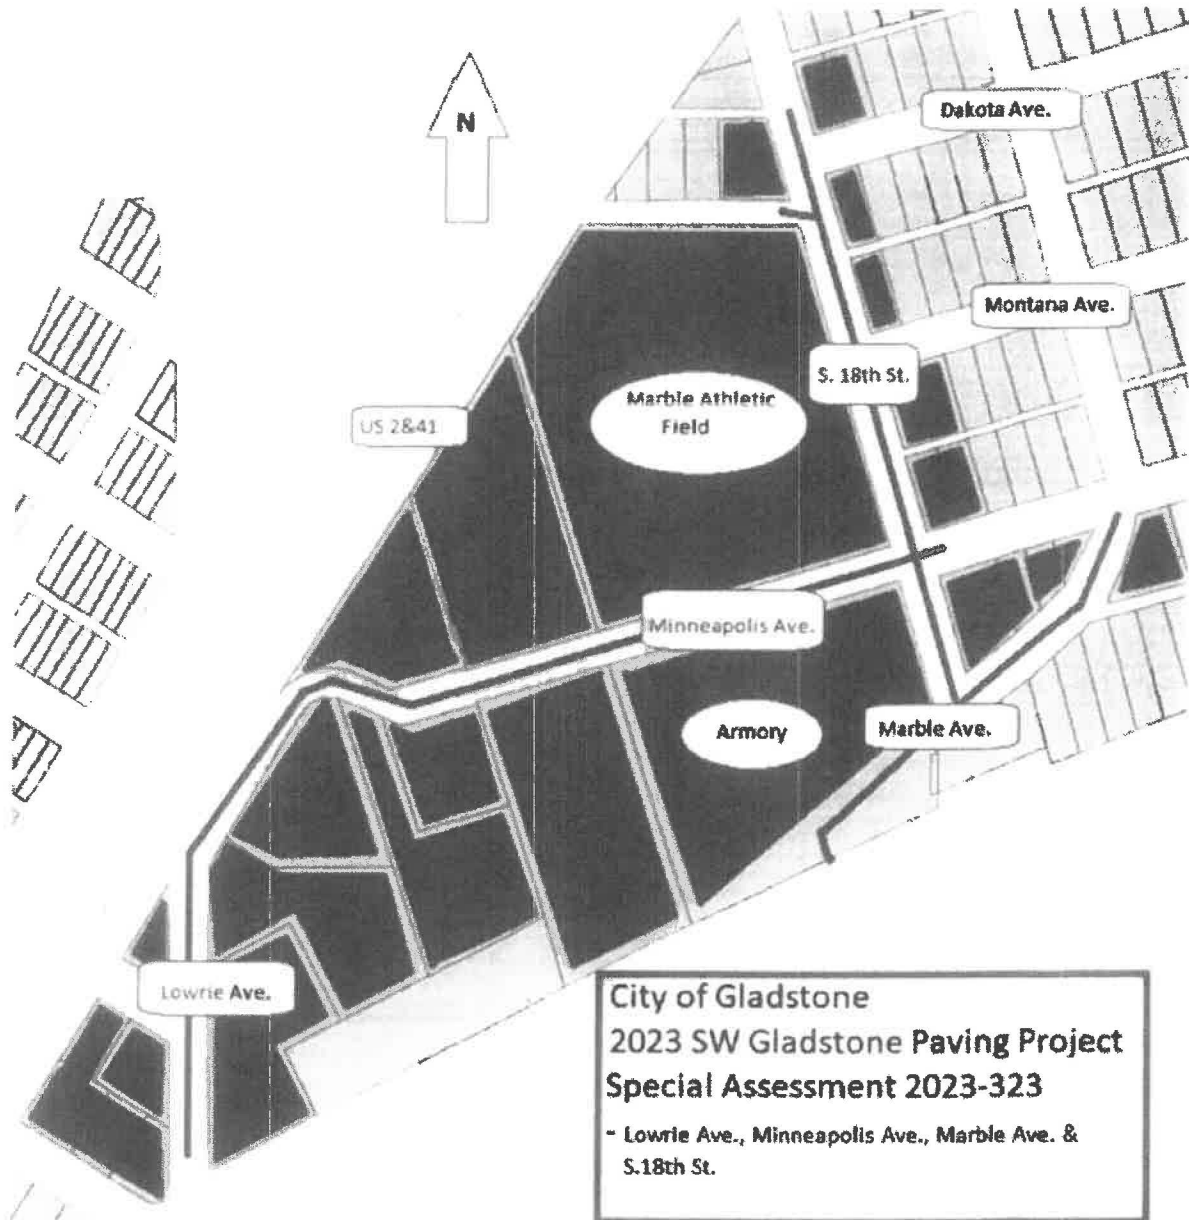 N
Dakota Ave.
Montana Ave.
S. 18th St.
Marble Athletic
Field
US 2&41
Minneapolis Ave.
Armory
Marble Ave.
Lowrie Ave.
City of Gladstone
2023 SW Gladstone Paving Project
Special Assessment 2023-323
- Lowrie Ave., Minneapolis Ave., Marble Ave. &
S.18th St.